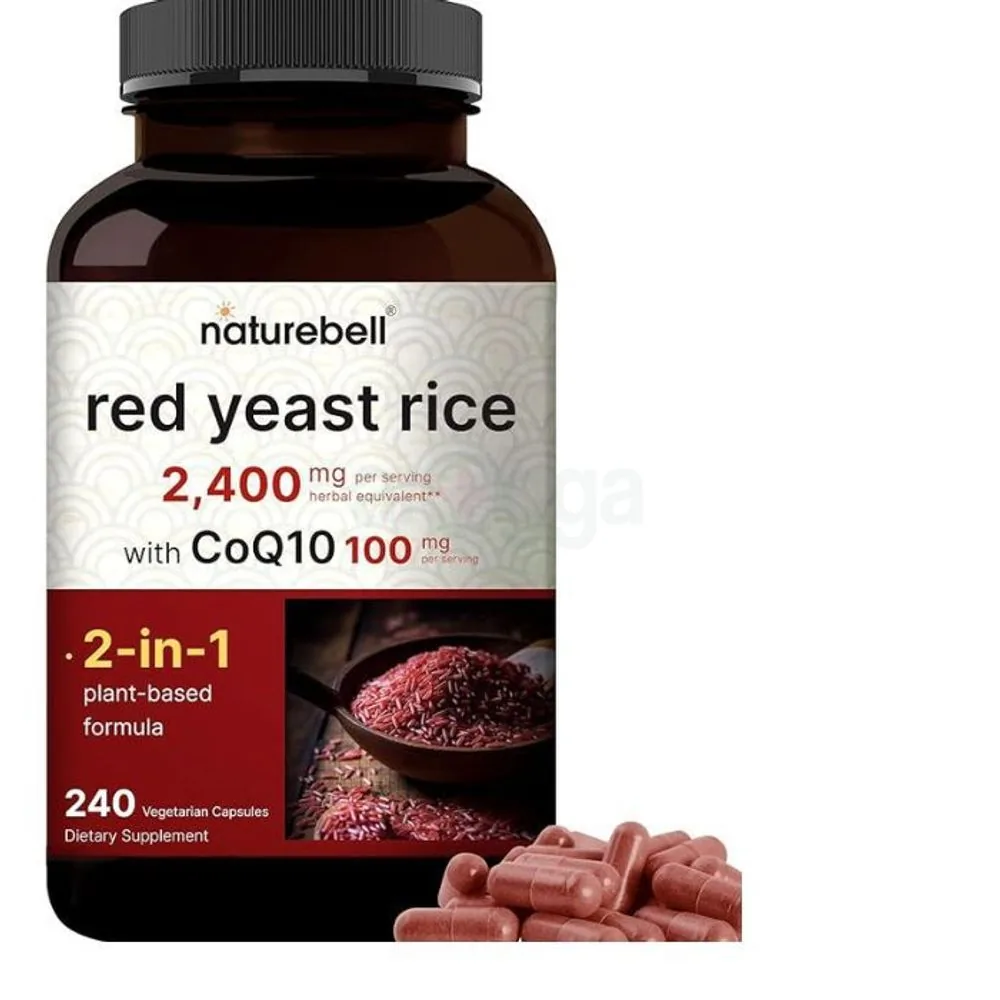 naturebell®
red yeast rice
2,400 mg per serving
herbal equivalent**
with CoQ10 100 mg
per serving
• 2-in-1
plant-based
formula
240 Vegetarian Capsules
Dietary Supplement